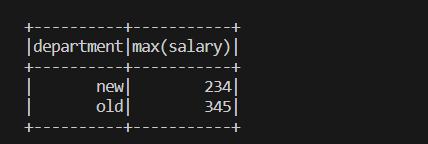 +----------+-----------+
|department|max(salary)|
+----------+-----------+
|       new|        234|
|       old|        345|
+----------+-----------+